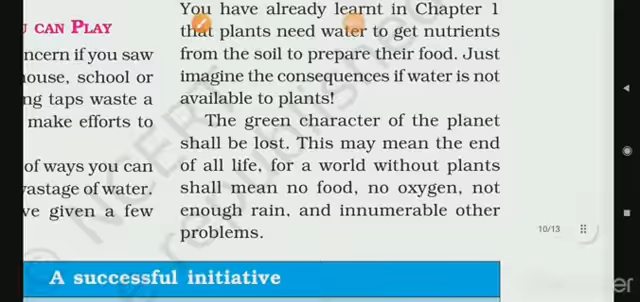 U CAN PLAY
ncern if you saw
house, school or
ng taps waste a
make efforts to
of ways you can
astage of water.
ve given a few
You have already learnt in Chapter 1
that plants need water to get nutrients
from the soil to prepare their food. Just
imagine the consequences if water is not
available to plants!
The green character of the planet
shall be lost. This may mean the end
of all life, for a world without plants
shall mean no food, no oxygen, not
enough rain, and innumerable other
problems.
A successful initiative
10/13
© NCERT
republished